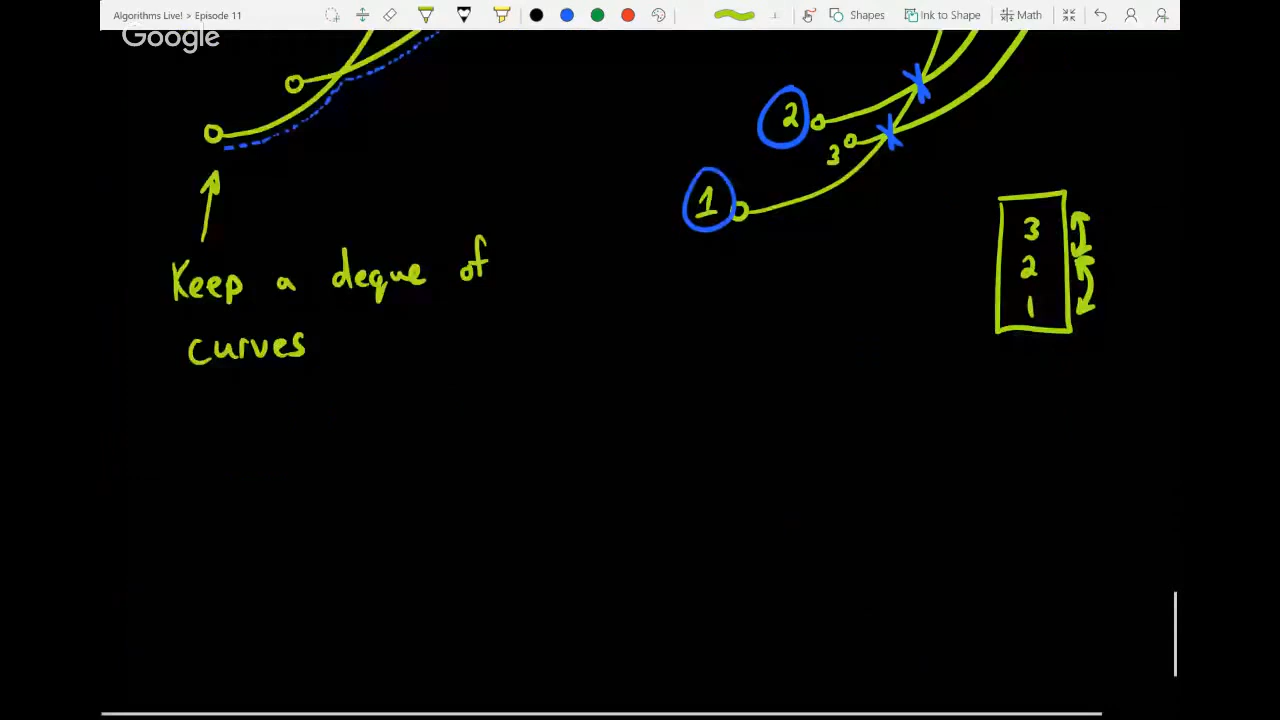 Algorithms Live! > Episode 11
Shapes
Ink to Shape
Math
Google
2
3
1
3
2
1
Keep a deque of
curves